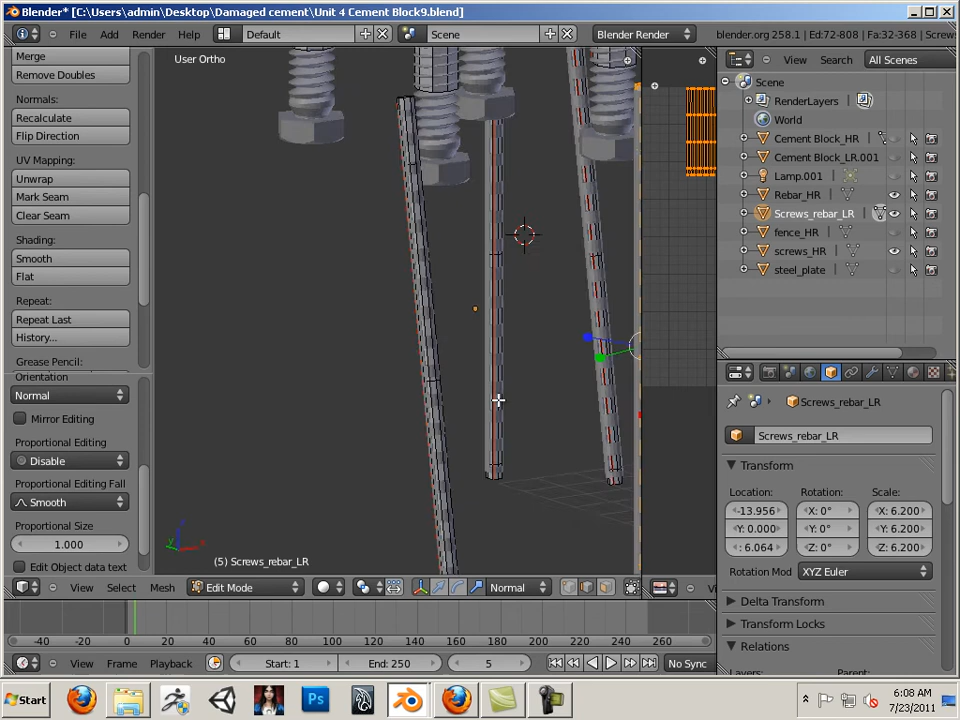 Blender* [C:\Users\admin\Desktop\Damaged cement\Unit 4 Cement Block9.blend]
File Add Render Help Default Scene Blender Render blender.org 258.1 | Ed:72-808 | Fa:32-368 | Screws
Merge
Remove Doubles
Normals:
Recalculate
Flip Direction
UV Mapping:
Unwrap
Mark Seam
Clear Seam
Shading:
Smooth
Flat
Repeat:
Repeat Last
History...
Grease Pencil:
Orientation
Normal
Mirror Editing
Proportional Editing
Disable
Proportional Editing Fall
Smooth
Proportional Size
1.000
Edit Object data text
User Ortho
(5) Screws_rebar_LR
View Select Mesh Edit Mode Normal
View Search All Scenes
Scene
RenderLayers |
World
Cement Block_HR
Cement Block_LR.001
Lamp.001
Rebar_HR
Screws_rebar_LR
fence_HR
screws_HR
steel_plate
Screws_rebar_LR
Screws_rebar_LR
Transform
Location: Rotation: Scale:
-13.956 X: 0° X: 6.200
Y: 0.000 Y: 0° Y: 6.200
: 6.064 Z: 0° Z: 6.200
Rotation Mod XYZ Euler
Delta Transform
Transform Locks
Relations
Layers: Parent:
-40 -20 0 20 40 60 80 100 120 140 160 180 200 220 240 260
View Frame Playback Start: 1 End: 250 5 No Sync
Start Ps 6:08 AM
7/23/2011